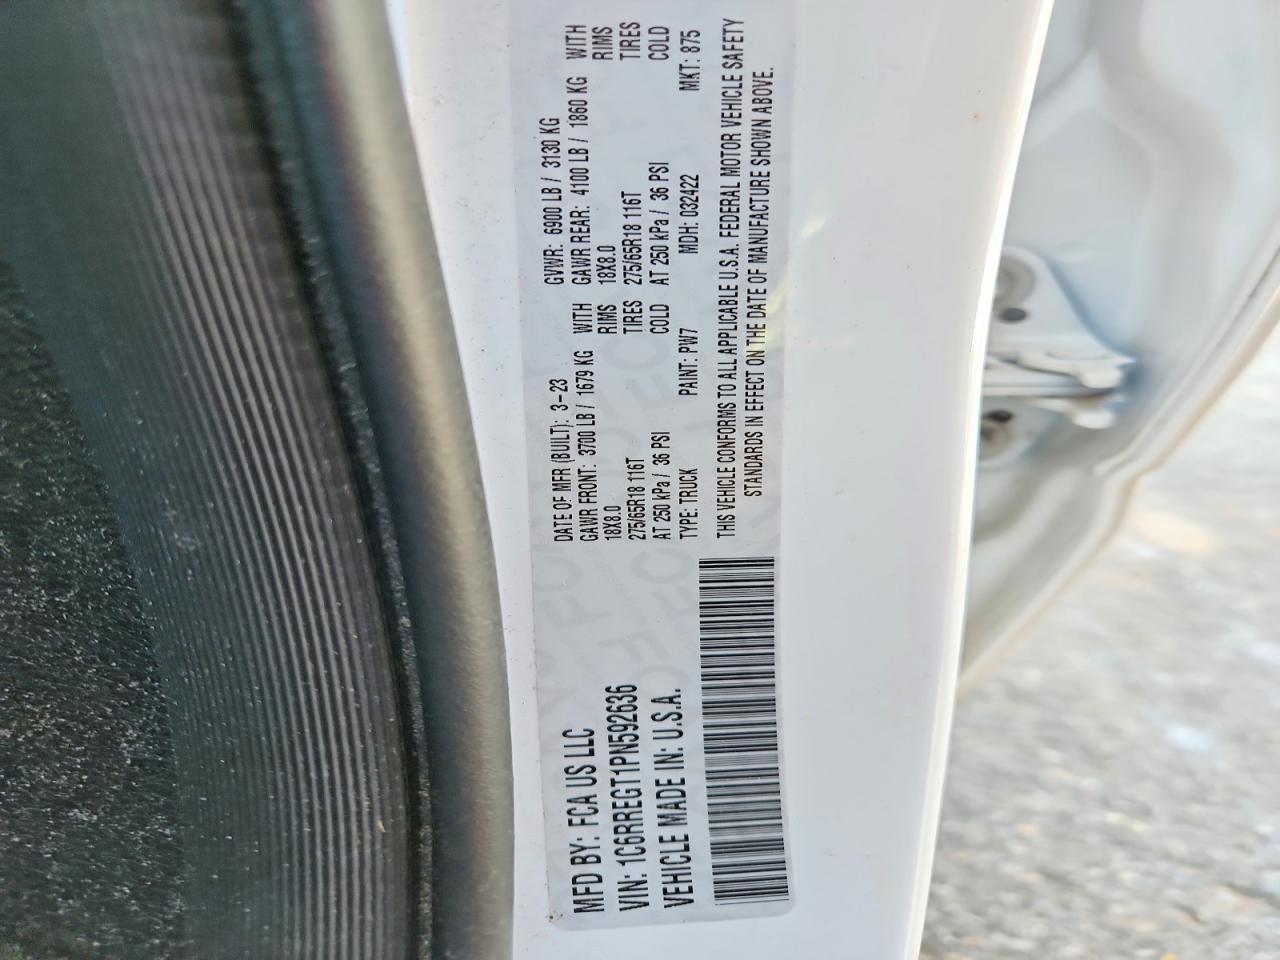 MFD BY: FCA US LLC
VIN: 1C6RREGT1PN592636
VEHICLE MADE IN: U.S.A.
DATE OF MFR (BUILT): 3-23 GVWR: 6900 LB / 3130 KG
GAWR FRONT: 3700 LB / 1679 KG WITH GAWR REAR: 4100 LB / 1860 KG WITH
18X8.0 RIMS 18X8.0 RIMS
275/65R18 116T TIRES 275/65R18 116T TIRES
AT 250 kPa / 36 PSI COLD AT 250 kPa / 36 PSI COLD
TYPE: TRUCK PAINT: PW7 MDH: 032422 MKT: 875
THIS VEHICLE CONFORMS TO ALL APPLICABLE U.S.A. FEDERAL MOTOR VEHICLE SAFETY
STANDARDS IN EFFECT ON THE DATE OF MANUFACTURE SHOWN ABOVE.